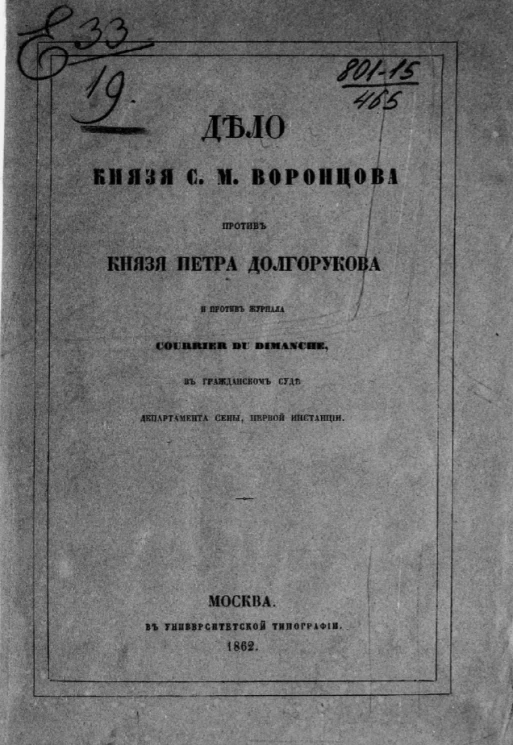 Е 33
19.
801-15
465
ДѢЛО
КНЯЗЯ С. М. ВОРОНЦОВА
ПРОТИВЪ
КНЯЗЯ ПЕТРА ДОЛГОРУКОВА
И ПРОТИВЪ ЖУРНАЛА
COURRIER DU DIMANCHE,
ВЪ ГРАЖДАНСКОМЪ СУДѢ
ДЕПАРТАМЕНТА СЕНЫ, ПЕРВОЙ ИНСТАНЦІИ.
МОСКВА.
ВЪ УНИВЕРСИТЕТСКОЙ ТИПОГРАФІИ.
1862.